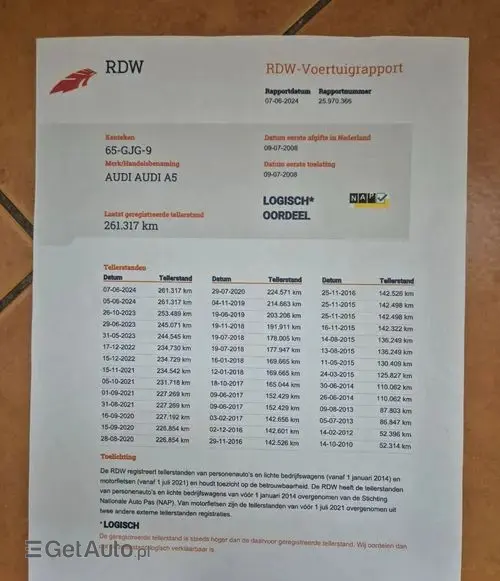 RDW
RDW-Voertuigrapport
Rapportdatum Rapportnummer
07-06-2024 25.970.366
Kenteken Datum eerste afgifte in Nederland
65-GJG-9 09-07-2008
Merk/Handelsbenaming Datum eerste toelating
AUDI AUDI A5 09-07-2008
LOGISCH* NAP
OORDEEL
Laatst geregistreerde tellerstand
261.317 km
Tellerstanden
Datum Tellerstand Datum Tellerstand Datum Tellerstand
07-06-2024 261.317 km 29-07-2020 224.571 km 25-11-2016 142.526 km
05-06-2024 261.317 km 04-11-2019 214.663 km 25-11-2015 142.498 km
26-10-2023 253.489 km 19-06-2019 203.206 km 25-11-2015 142.498 km
29-06-2023 245.071 km 19-11-2018 191.911 km 16-11-2015 142.322 km
31-05-2023 244.545 km 19-07-2018 178.005 km 14-08-2015 136.249 km
17-12-2022 234.730 km 19-07-2018 177.947 km 13-08-2015 136.249 km
15-12-2022 234.729 km 16-01-2018 169.665 km 11-05-2015 130.409 km
15-11-2021 234.542 km 12-01-2018 169.665 km 24-03-2015 125.827 km
05-10-2021 231.718 km 18-10-2017 165.044 km 30-06-2014 110.062 km
01-09-2021 227.269 km 09-06-2017 152.429 km 26-06-2014 110.062 km
31-08-2021 227.269 km 09-06-2017 152.429 km 09-08-2013 87.803 km
16-09-2020 227.192 km 03-02-2017 142.656 km 05-07-2013 86.847 km
15-09-2020 226.854 km 02-12-2016 142.601 km 14-02-2012 52.396 km
28-08-2020 226.854 km 29-11-2016 142.526 km 14-10-2010 52.314 km
Toelichting
De RDW registreert tellerstanden van personenauto's en lichte bedrijfswagens (vanaf 1 januari 2014) en
motorfietsen (vanaf 1 juli 2021) en houdt toezicht op de betrouwbaarheid. De RDW heeft de tellerstanden
van personenauto's en lichte bedrijfswagens van vóór 1 januari 2014 overgenomen van de Stichting
Nationale Auto Pas (NAP). Van motorfietsen zijn de tellerstanden van vóór 1 juli 2021 overgenomen uit
twee andere externe tellerstanden registraties.
*LOGISCH
De geregistreerde tellerstand is steeds hoger dan de daarvoor geregistreerde tellerstand. Wij oordelen dan
verklaarbaar is
GetAuto.pl